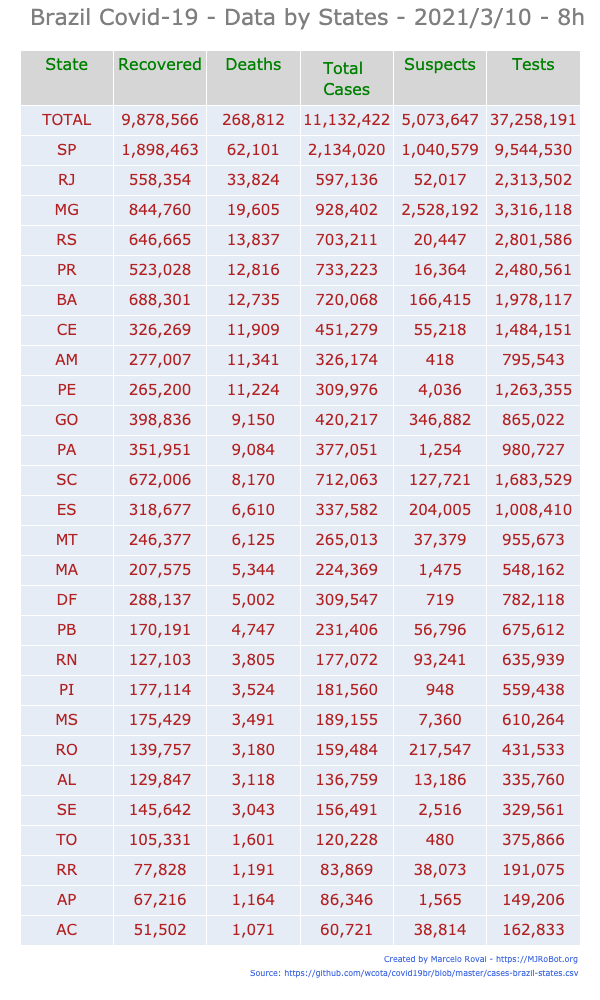 Brazil Covid-19 - Data by States - 2021/3/10 - 8h
State Recovered Deaths Total Cases Suspects Tests
TOTAL 9,878,566 268,812 11,132,422 5,073,647 37,258,191
SP 1,898,463 62,101 2,134,020 1,040,579 9,544,530
RJ 558,354 33,824 597,136 52,017 2,313,502
MG 844,760 19,605 928,402 2,528,192 3,316,118
RS 646,665 13,837 703,211 20,447 2,801,586
PR 523,028 12,816 733,223 16,364 2,480,561
BA 688,301 12,735 720,068 166,415 1,978,117
CE 326,269 11,909 451,279 55,218 1,484,151
AM 277,007 11,341 326,174 418 795,543
PE 265,200 11,224 309,976 4,036 1,263,355
GO 398,836 9,150 420,217 346,882 865,022
PA 351,951 9,084 377,051 1,254 980,727
SC 672,006 8,170 712,063 127,721 1,683,529
ES 318,677 6,610 337,582 204,005 1,008,410
MT 246,377 6,125 265,013 37,379 955,673
MA 207,575 5,344 224,369 1,475 548,162
DF 288,137 5,002 309,547 719 782,118
PB 170,191 4,747 231,406 56,796 675,612
RN 127,103 3,805 177,072 93,241 635,939
PI 177,114 3,524 181,560 948 559,438
MS 175,429 3,491 189,155 7,360 610,264
RO 139,757 3,180 159,484 217,547 431,533
AL 129,847 3,118 136,759 13,186 335,760
SE 145,642 3,043 156,491 2,516 329,561
TO 105,331 1,601 120,228 480 375,866
RR 77,828 1,191 83,869 38,073 191,075
AP 67,216 1,164 86,346 1,565 149,206
AC 51,502 1,071 60,721 38,814 162,833
Created by Marcelo Rovai - https://MJRoBot.org
Source: https://github.com/wcota/covid19br/blob/master/cases-brazil-states.csv